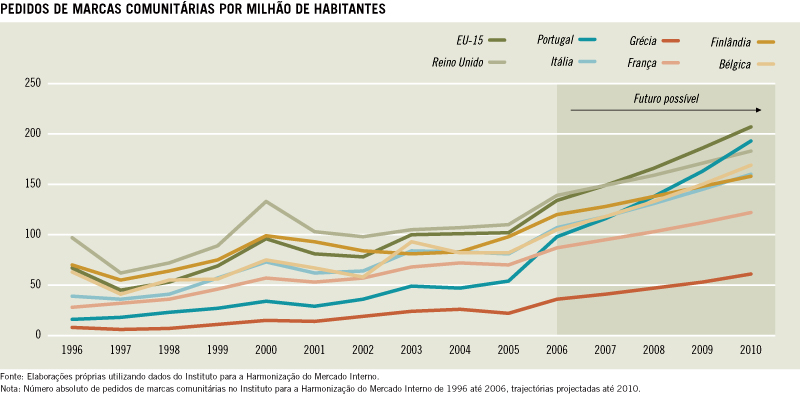 PEDIDOS DE MARCAS COMUNITÁRIAS POR MILHÃO DE HABITANTES
EU-15 Portugal Grécia Finlândia
Reino Unido Itália França Bélgica
250
Futuro possível
200
150
100
50
0
1996 1997 1998 1999 2000 2001 2002 2003 2004 2005 2006 2007 2008 2009 2010
Fonte: Elaborações próprias utilizando dados do Instituto para a Harmonização do Mercado Interno.
Nota: Número absoluto de pedidos de marcas comunitárias no Instituto para a Harmonização do Mercado Interno de 1996 até 2006, trajectórias projectadas até 2010.